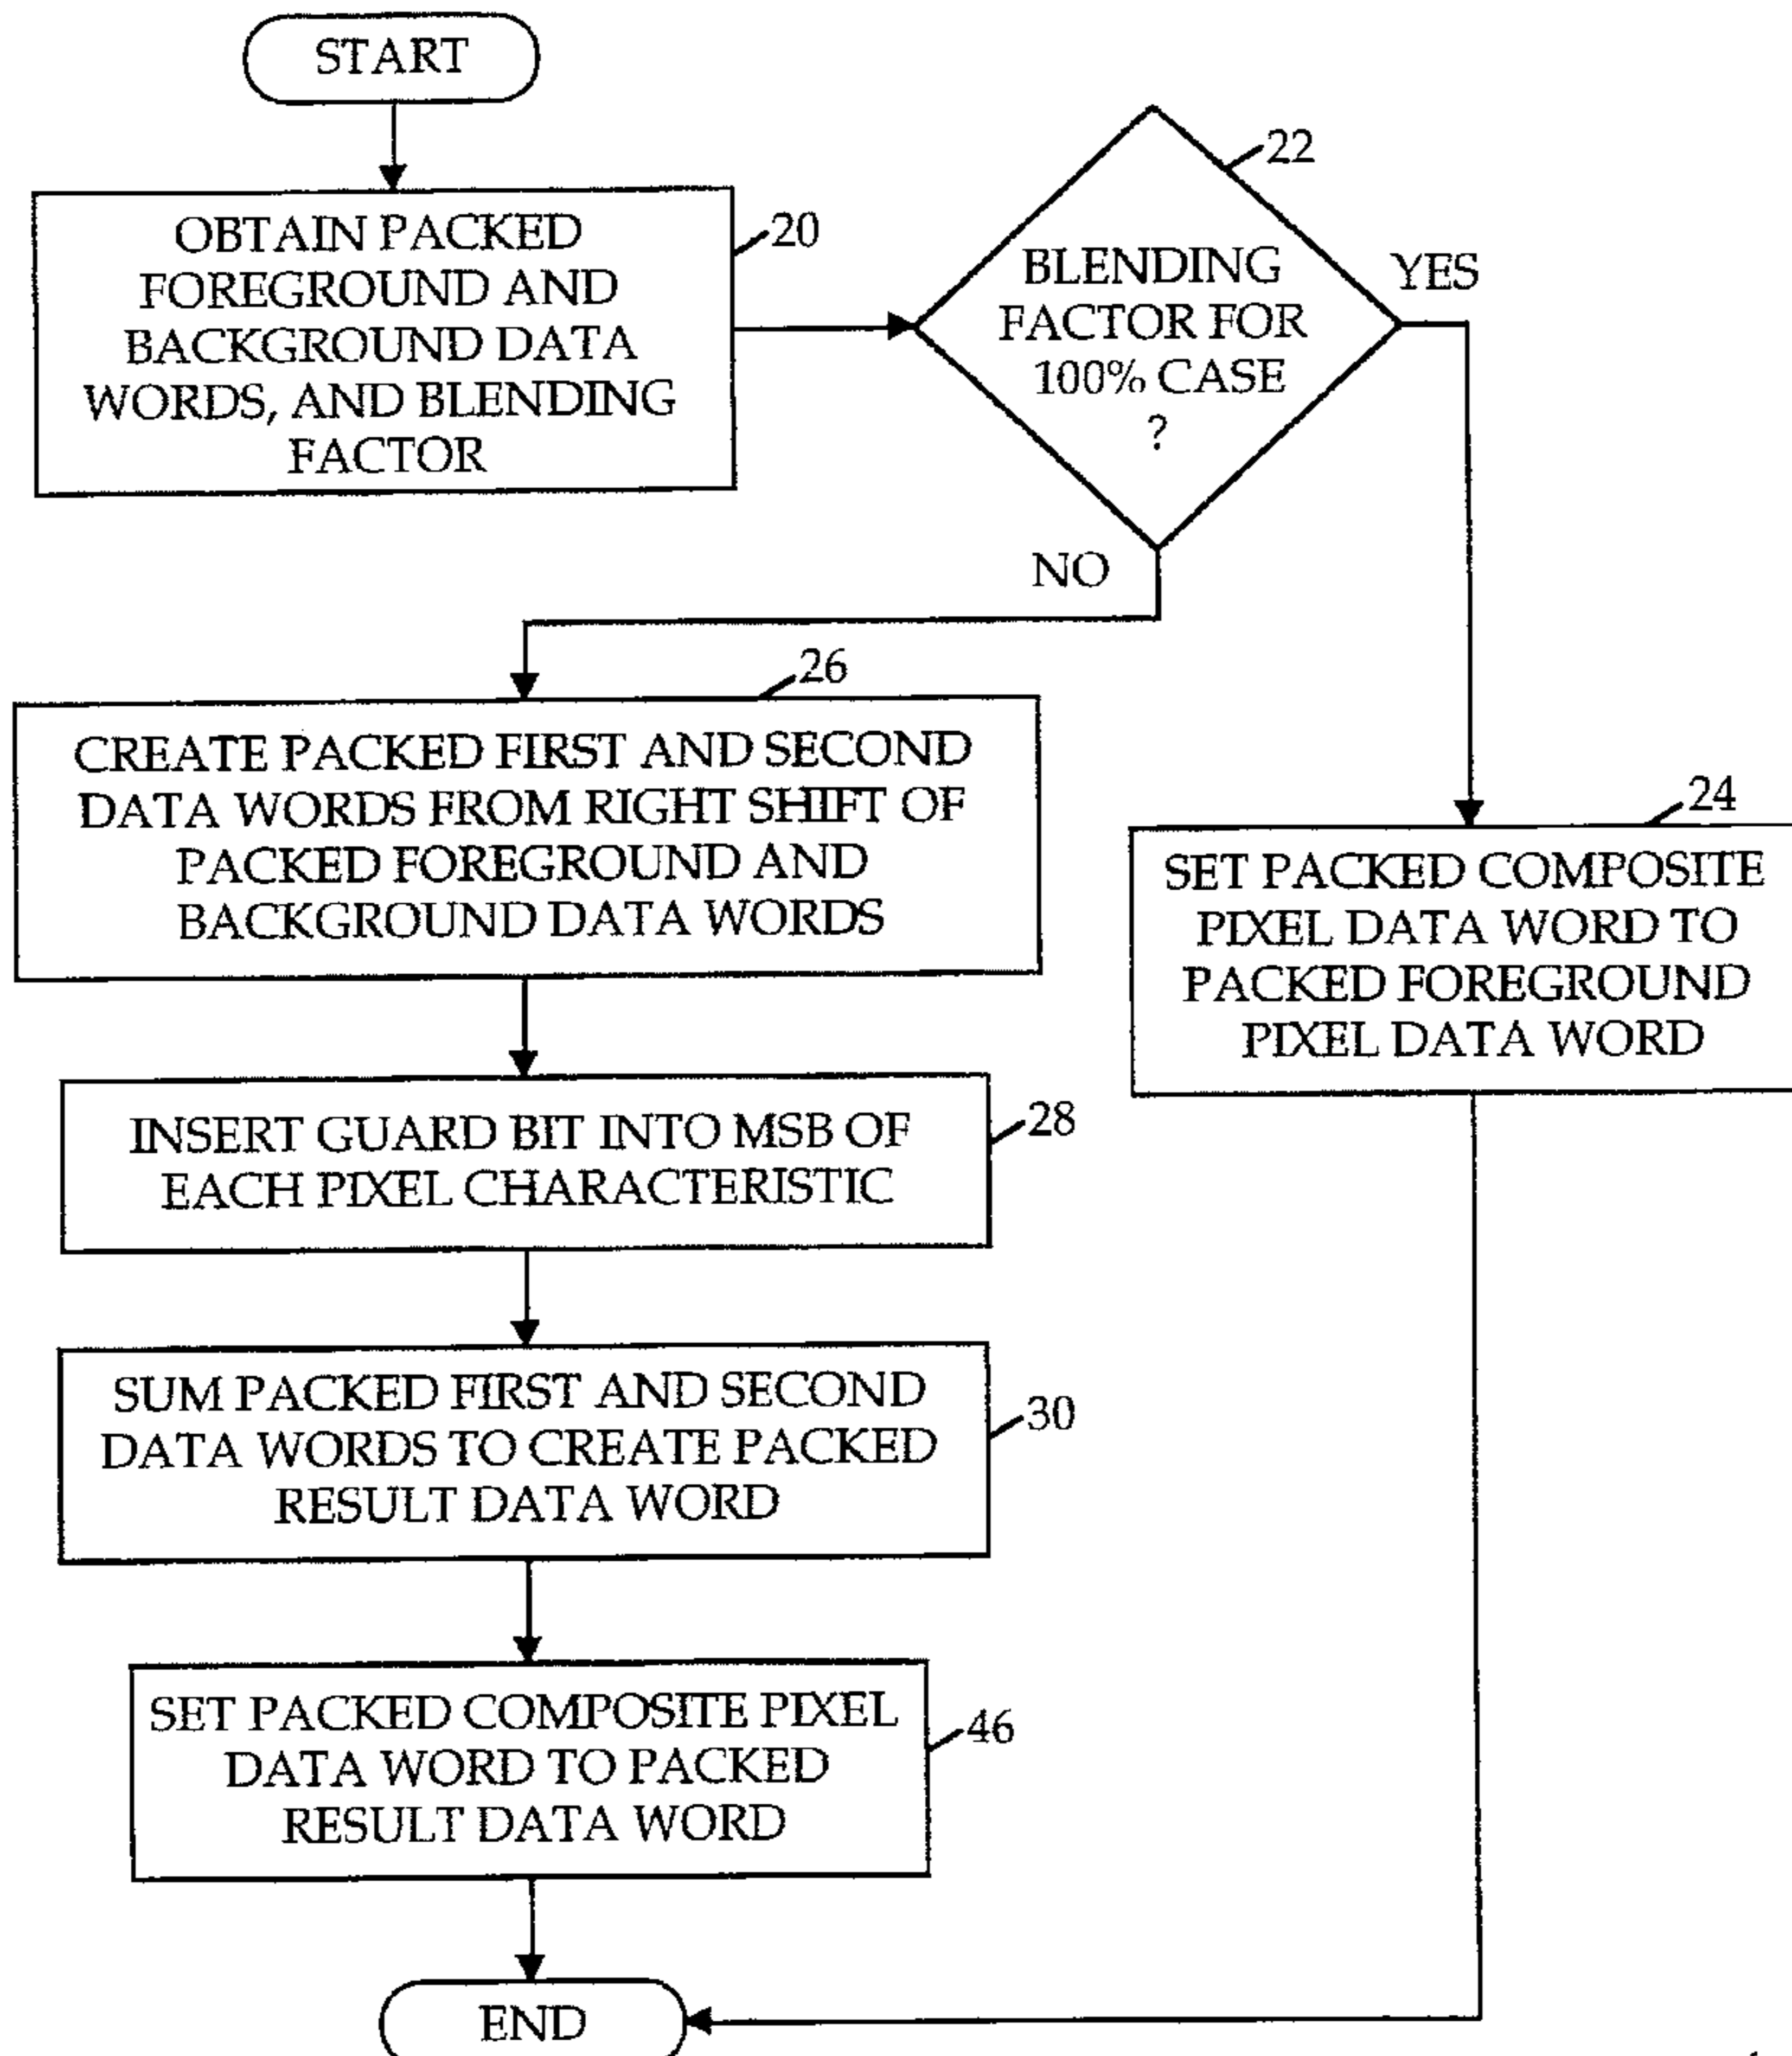 START
OBTAIN PACKED
FOREGROUND AND
BACKGROUND DATA
WORDS, AND BLENDING
FACTOR
20
22
BLENDING
FACTOR FOR
100% CASE
?
YES
NO
26
CREATE PACKED FIRST AND SECOND
DATA WORDS FROM RIGHT SHIFT OF
PACKED FOREGROUND AND
BACKGROUND DATA WORDS
24
SET PACKED COMPOSITE
PIXEL DATA WORD TO
PACKED FOREGROUND
PIXEL DATA WORD
INSERT GUARD BIT INTO MSB OF
EACH PIXEL CHARACTERISTIC
28
SUM PACKED FIRST AND SECOND
DATA WORDS TO CREATE PACKED
RESULT DATA WORD
30
SET PACKED COMPOSITE PIXEL
DATA WORD TO PACKED
RESULT DATA WORD
46
END